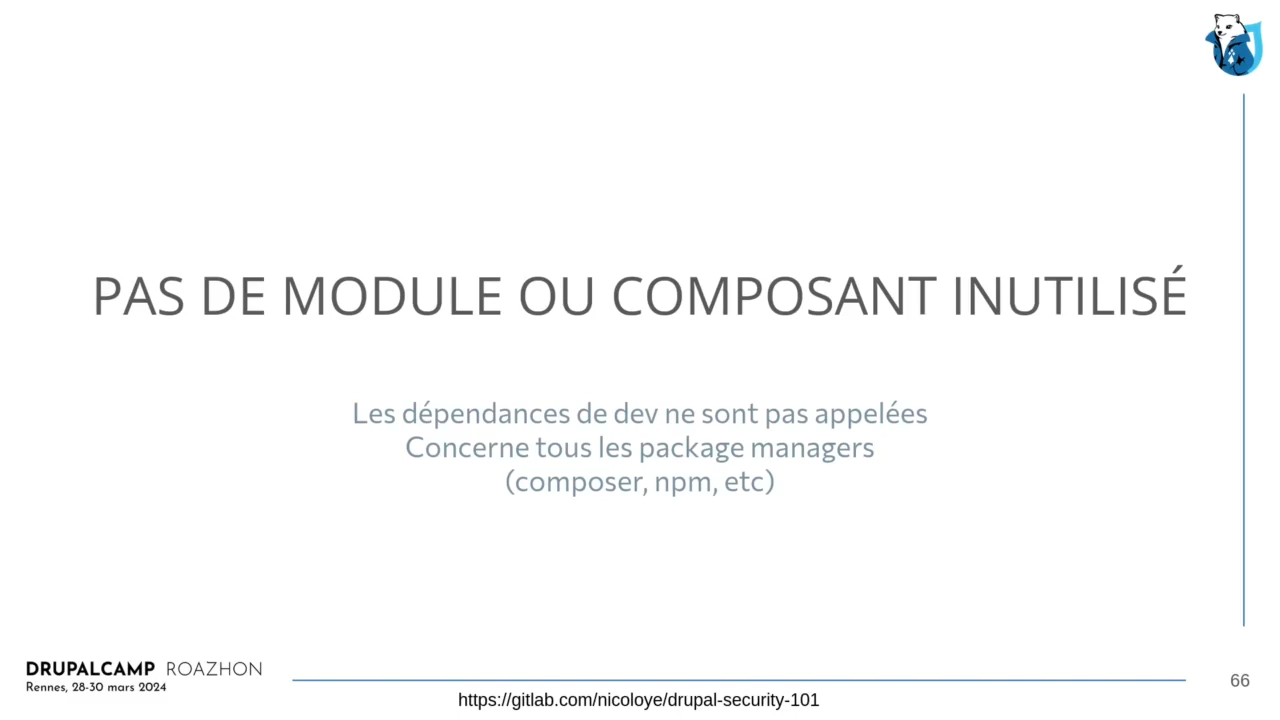 PAS DE MODULE OU COMPOSANT INUTILISÉ
Les dépendances de dev ne sont pas appelées
Concerne tous les package managers
(composer, npm, etc)
DRUPALCAMP ROAZHON
Rennes, 28-30 mars 2024
https://gitlab.com/nicoloye/drupal-security-101
66